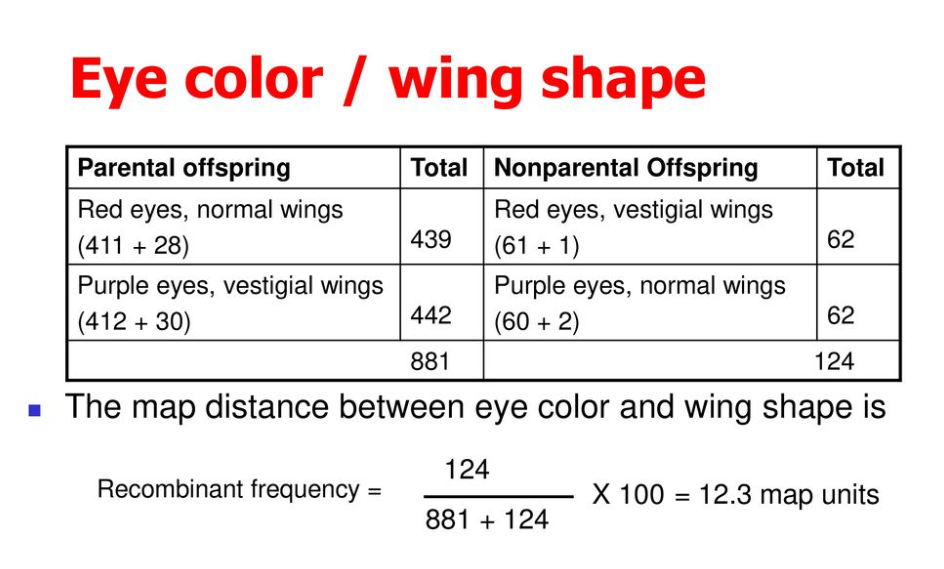 Eye color / wing shape
Parental offspring Total Nonparental Offspring Total
Red eyes, normal wings
(411 + 28) 439
Red eyes, vestigial wings
(61 + 1) 62
Purple eyes, vestigial wings
(412 + 30) 442
Purple eyes, normal wings
(60 + 2) 62
881 124
The map distance between eye color and wing shape is
Recombinant frequency =
124
881 + 124
X 100 = 12.3 map units